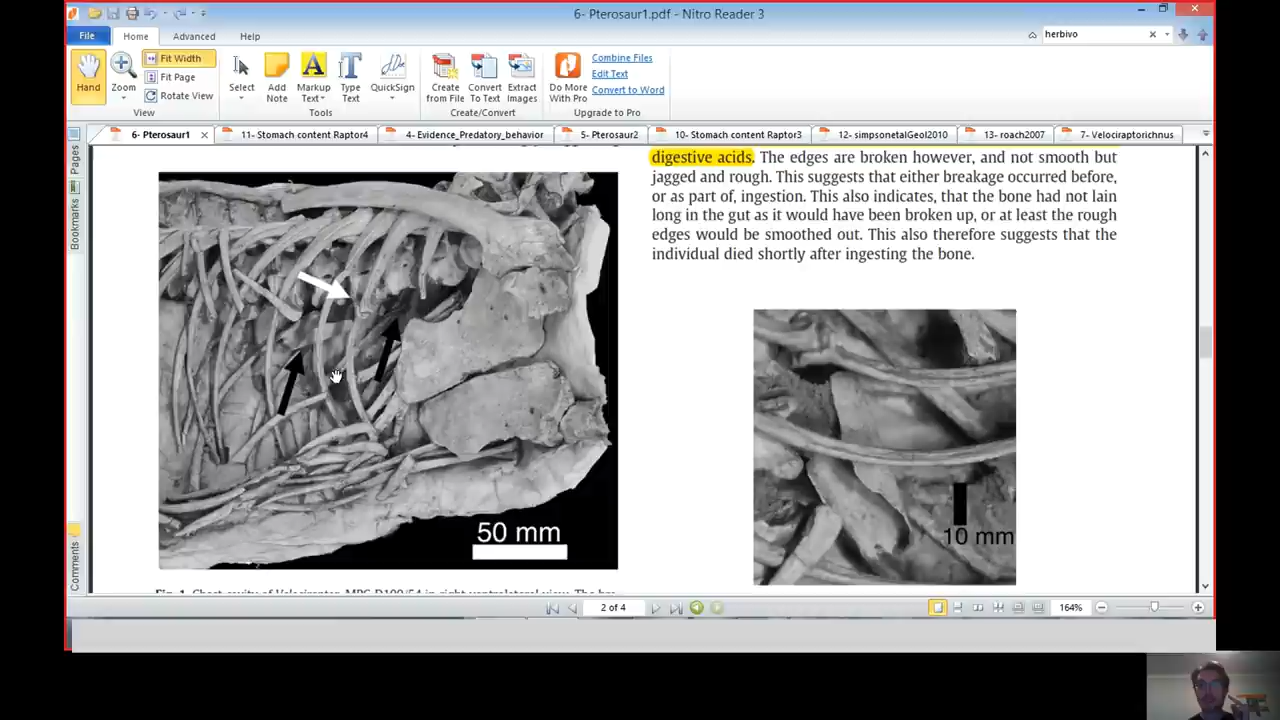 6- Pterosaur1.pdf - Nitro Reader 3
File Home Advanced Help
herbivo
Hand
Zoom
Fit Width
Fit Page
Rotate View
View
Select
Add Note
Markup Text
Type Text
QuickSign
Tools
Create from File
Convert To Text
Extract Images
Create/Convert
Do More With Pro
Combine Files
Edit Text
Convert to Word
Upgrade to Pro
6- Pterosaur1
11- Stomach content Raptor4
4- Evidence_Predatory_behavior
5- Pterosaur2
10- Stomach content Raptor3
12- simpsonetalGeol2010
13- roach2007
7- Velociraptorichnus
Pages
Bookmarks
Comments
digestive acids. The edges are broken however, and not smooth but
jagged and rough. This suggests that either breakage occurred before,
or as part of, ingestion. This also indicates, that the bone had not lain
long in the gut as it would have been broken up, or at least the rough
edges would be smoothed out. This also therefore suggests that the
individual died shortly after ingesting the bone.
50 mm
10 mm
2 of 4
164%